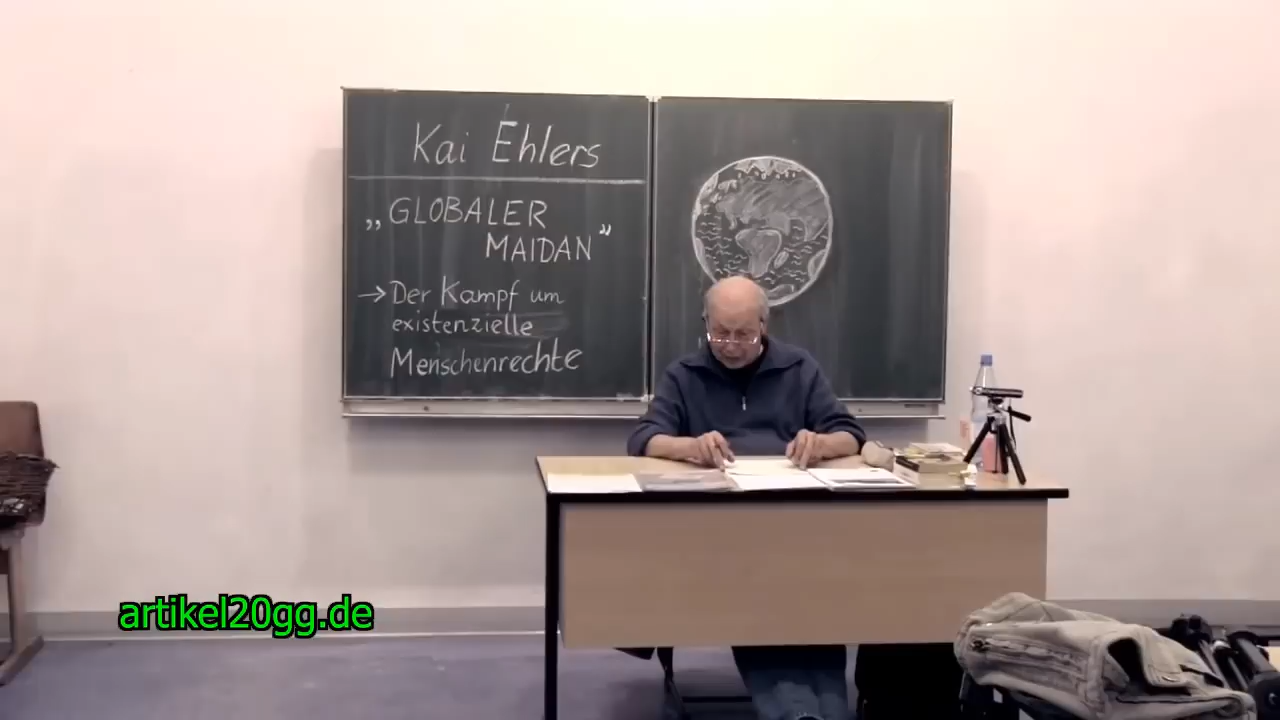 Kai Ehlers
„GLOBALER
MAIDAN"
→ Der Kampf um
existenzielle
Menschenrechte
artikel20gg.de